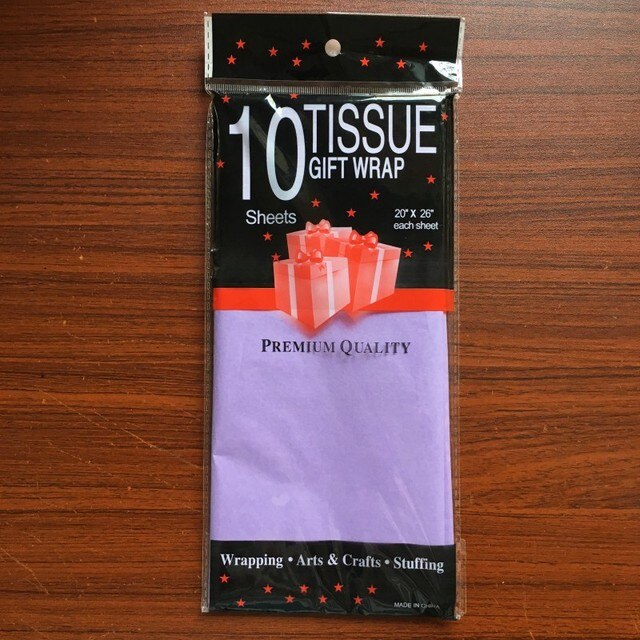 10 TISSUE
GIFT WRAP
Sheets
20" X 26"
each sheet
PREMIUM QUALITY
Wrapping • Arts & Crafts • Stuffing
MADE IN CHINA